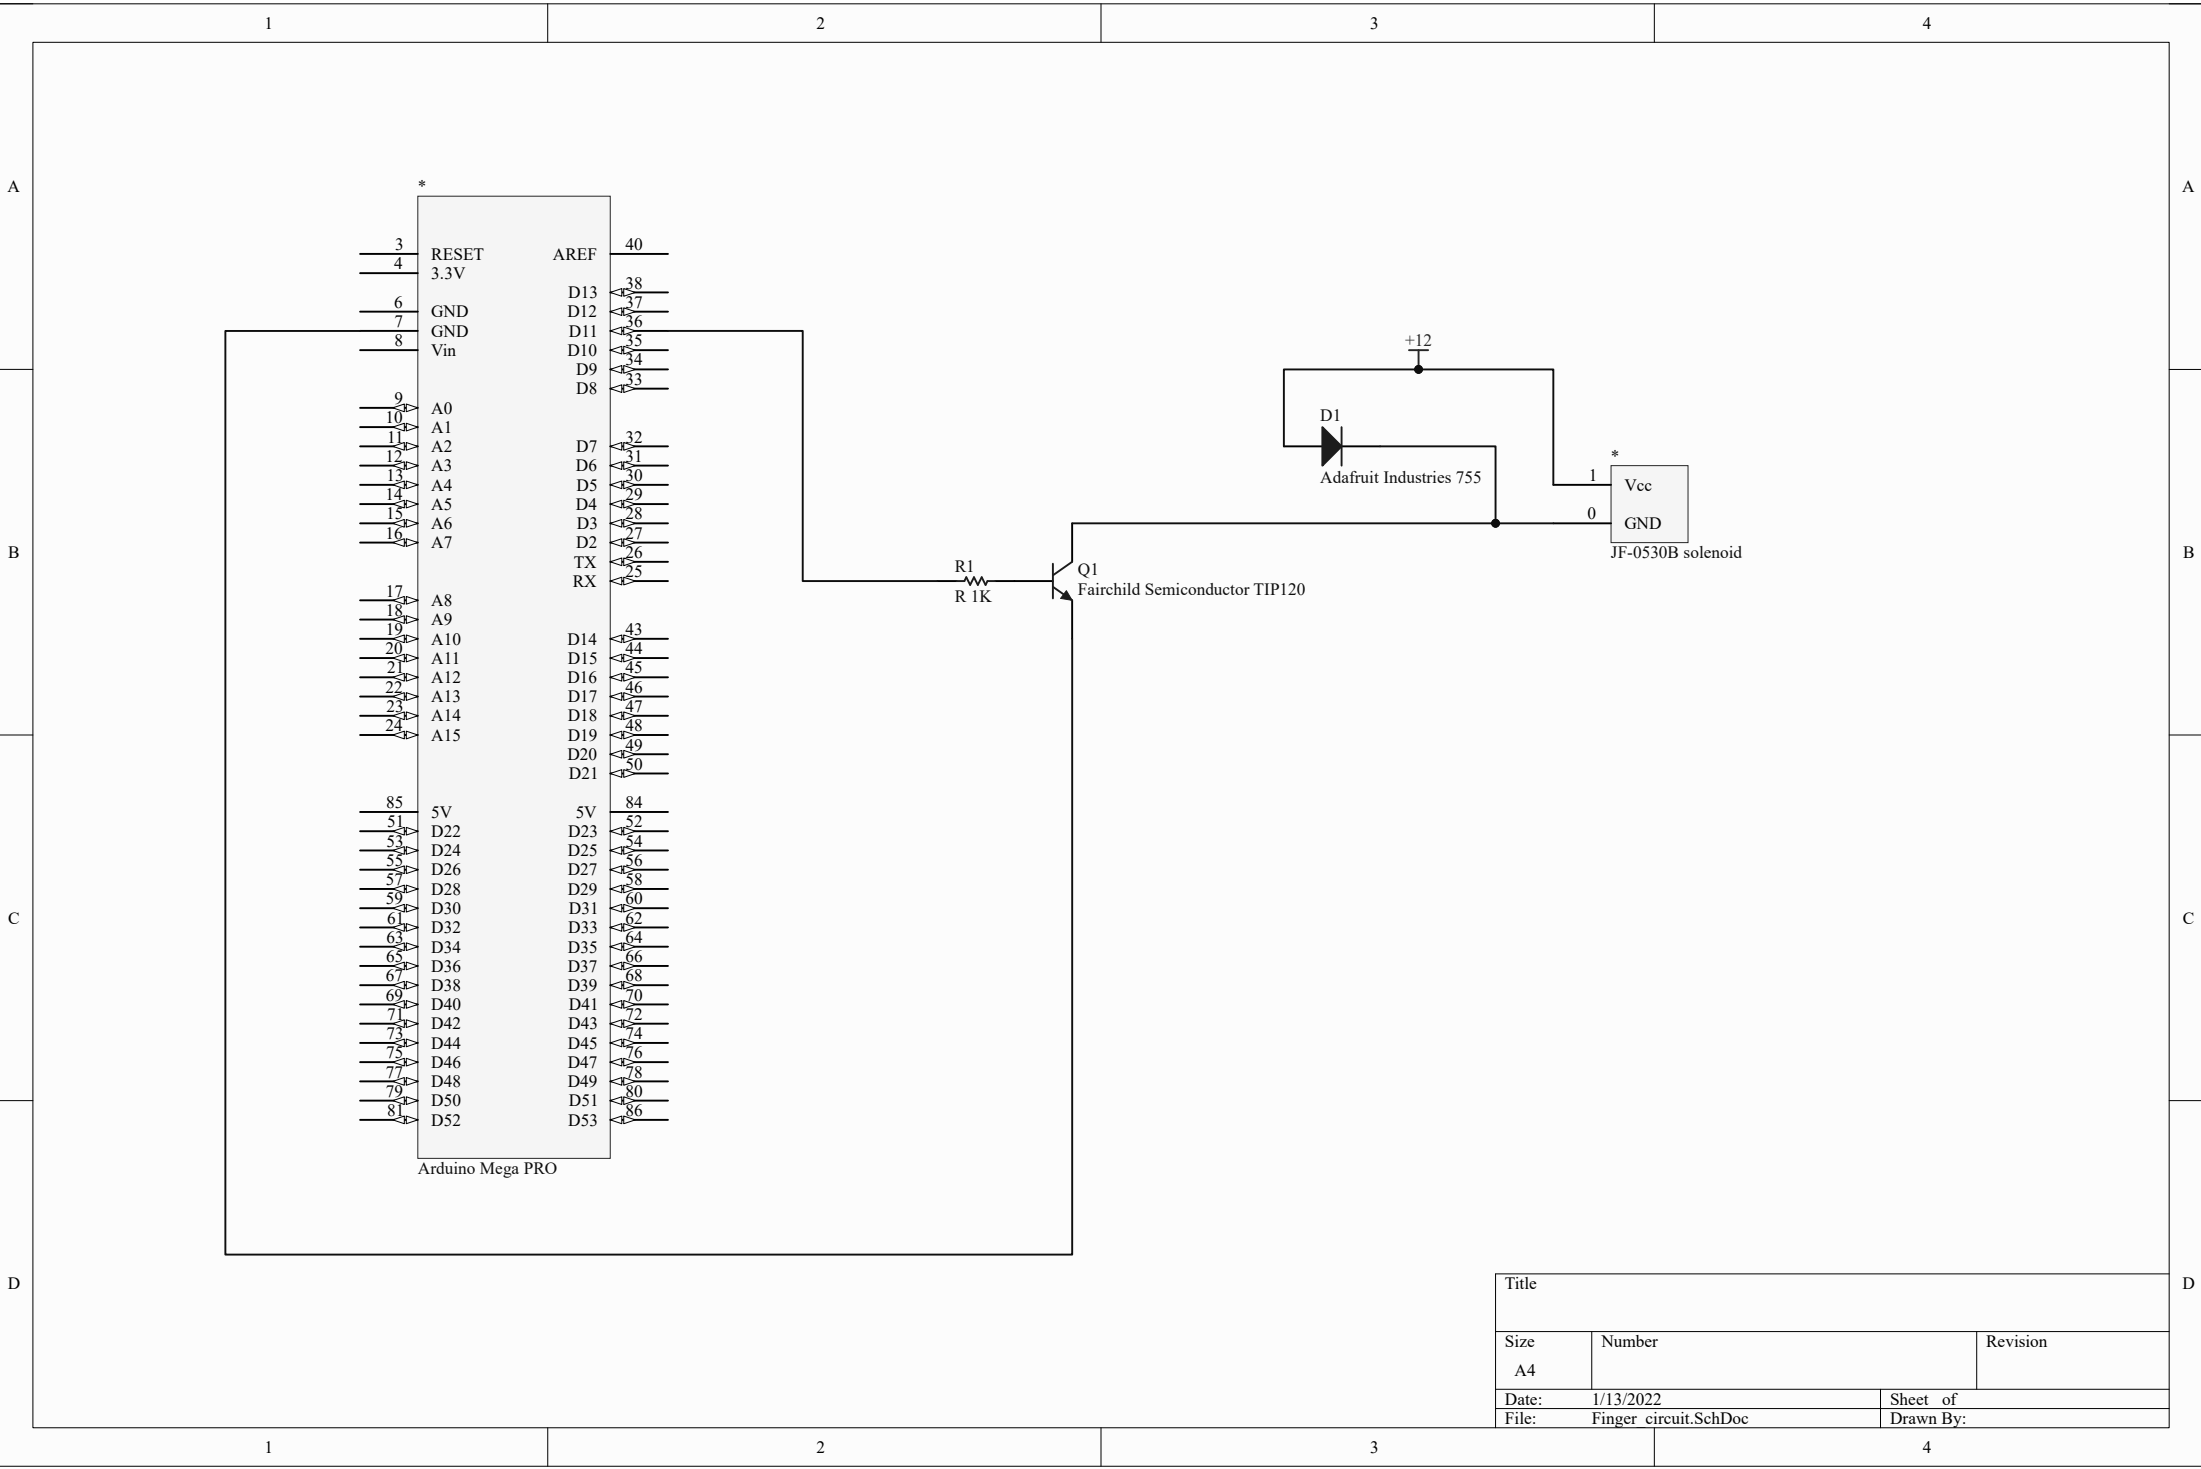 1 2 3 4
A A
*
3 RESET AREF 40
4 3.3V
D13 38
6 GND D12 37
7 GND D11 36
8 Vin D10 35
D9 34
D8 33
+12
B B
9 A0
10 A1
11 A2 D7 32
12 A3 D6 31
13 A4 D5 30
14 A5 D4 29
15 A6 D3 28
16 A7 D2 27
TX 26
RX 25
D1
Adafruit Industries 755
*
1 Vcc
0 GND
JF-0530B solenoid
R1
R 1K
Q1
Fairchild Semiconductor TIP120
17 A8
18 A9
19 A10 D14 43
20 A11 D15 44
21 A12 D16 45
22 A13 D17 46
23 A14 D18 47
24 A15 D19 48
D20 49
D21 50
85 5V 5V 84
51 D22 D23 52
53 D24 D25 54
55 D26 D27 56
57 D28 D29 58
59 D30 D31 60
C C
61 D32 D33 62
63 D34 D35 64
65 D36 D37 66
67 D38 D39 68
69 D40 D41 70
71 D42 D43 72
73 D44 D45 74
75 D46 D47 76
77 D48 D49 78
79 D50 D51 80
81 D52 D53 86
Arduino Mega PRO
D D
Title
Size Number Revision
A4
Date: 1/13/2022 Sheet of
File: Finger circuit.SchDoc Drawn By:
1 2 3 4